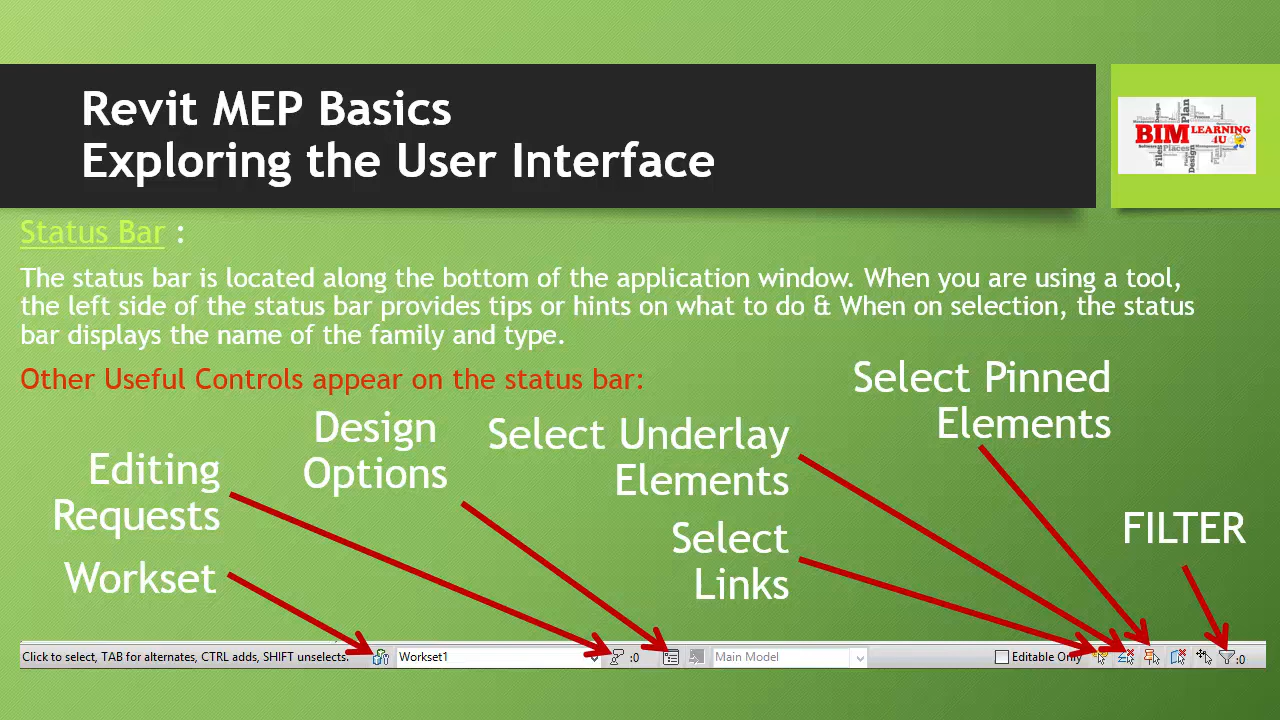 Revit MEP Basics
Exploring the User Interface
BIM LEARNING
4U
Plan
Design
Files
Places
Design
Status Bar :
The status bar is located along the bottom of the application window. When you are using a tool,
the left side of the status bar provides tips or hints on what to do & When on selection, the status
bar displays the name of the family and type.
Other Useful Controls appear on the status bar:
Select Pinned
Elements
Design
Options
Select Underlay
Elements
Editing
Requests
Select
Links
FILTER
Workset
Click to select, TAB for alternates, CTRL adds, SHIFT unselects.
Workset1
:0
Main Model
Editable Only
:0